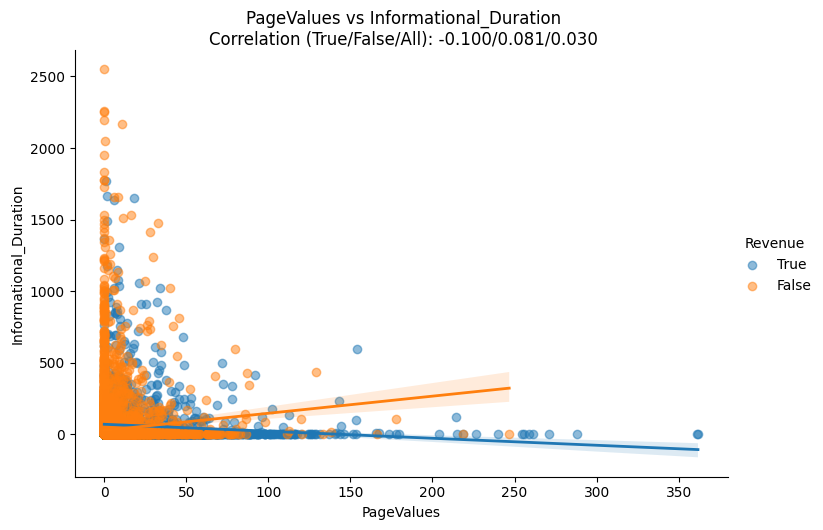 PageValues vs Informational_Duration
Correlation (True/False/All): -0.100/0.081/0.030
2500
2000
1500
1000
500
0
Informational_Duration
0 50 100 150 200 250 300 350
PageValues
Revenue
True
False